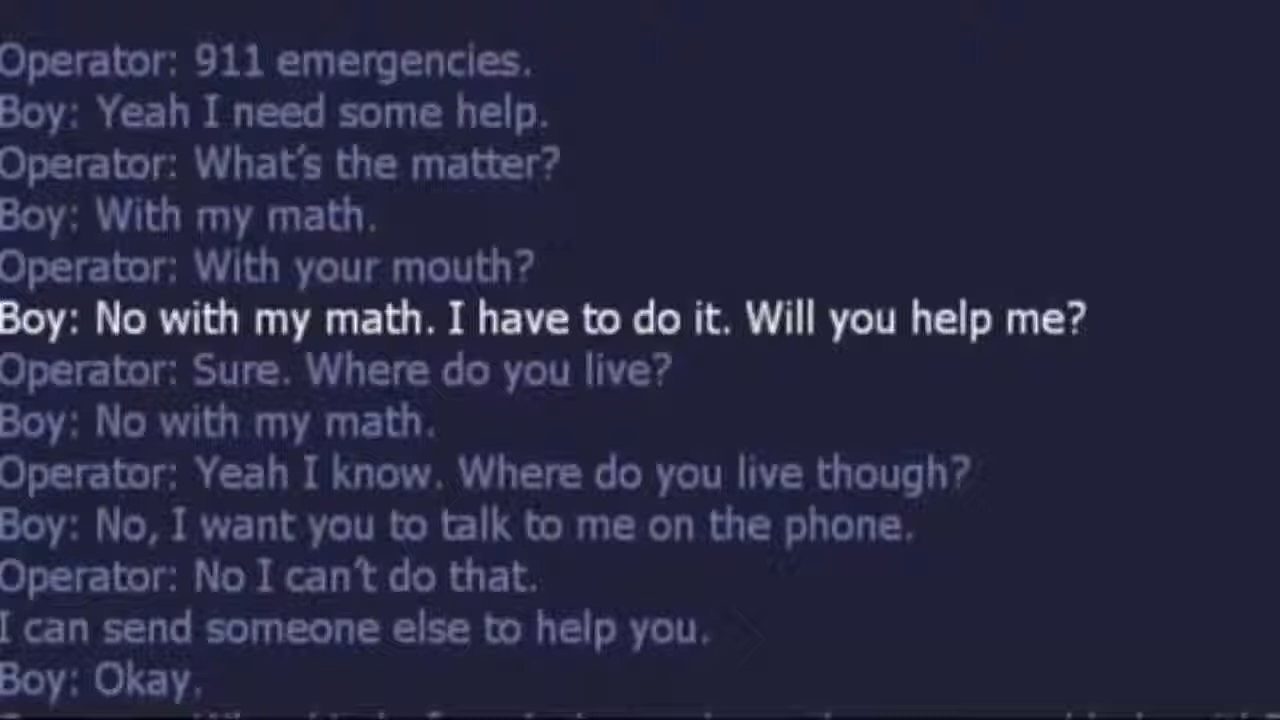 Operator: 911 emergencies.
Boy: Yeah I need some help.
Operator: What's the matter?
Boy: With my math.
Operator: With your mouth?
Boy: No with my math. I have to do it. Will you help me?
Operator: Sure. Where do you live?
Boy: No with my math.
Operator: Yeah I know. Where do you live though?
Boy: No, I want you to talk to me on the phone.
Operator: No I can't do that.
I can send someone else to help you.
Boy: Okay.